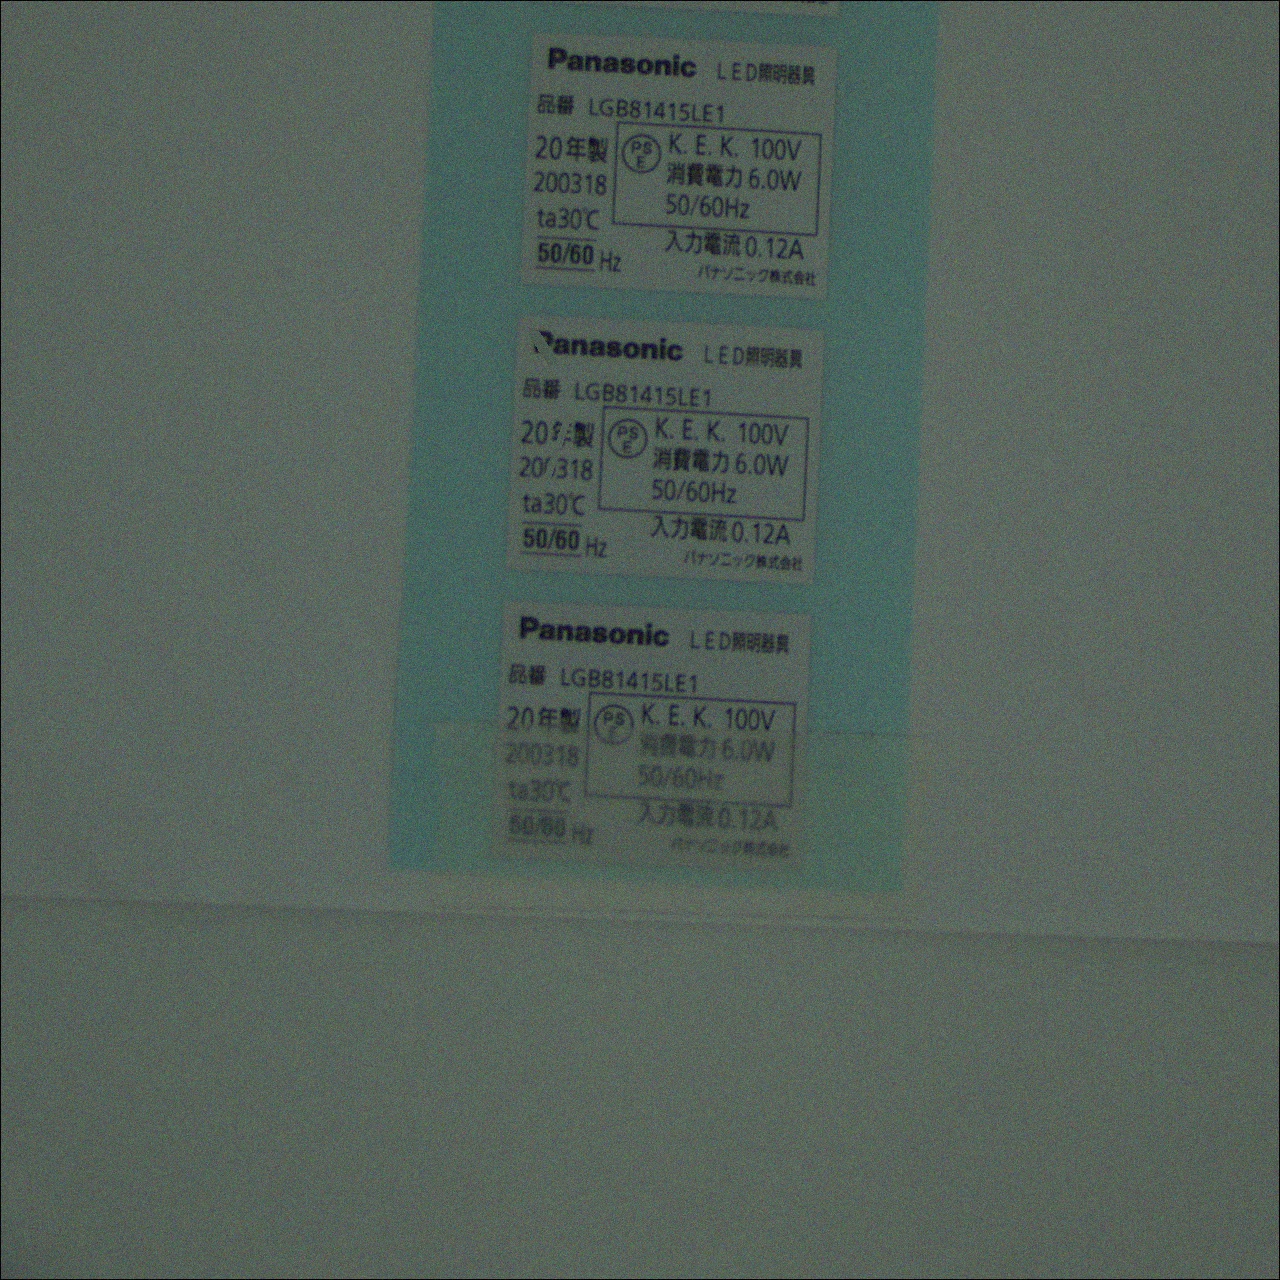 Panasonic LED照明器具
品番 LGB81415LE1
20年製 PSE K. E. K. 100V
200318 消費電力 6.0W
50/60Hz
ta30℃
入力電流 0.12A
50/60 Hz
パナソニック株式会社
Panasonic LED照明器具
品番 LGB81415LE1
20 製 PSE K. E. K. 100V
消費電力 6.0W
50/60Hz
ta30℃
入力電流 0.12A
50/60 Hz
パナソニック株式会社
Panasonic LED照明器具
品番 LGB81415LE1
20年製 PSE K. E. K. 100V
200318 消費電力 6.0W
50/60Hz
ta30℃
入力電流 0.12A
50/60 Hz
パナソニック株式会社